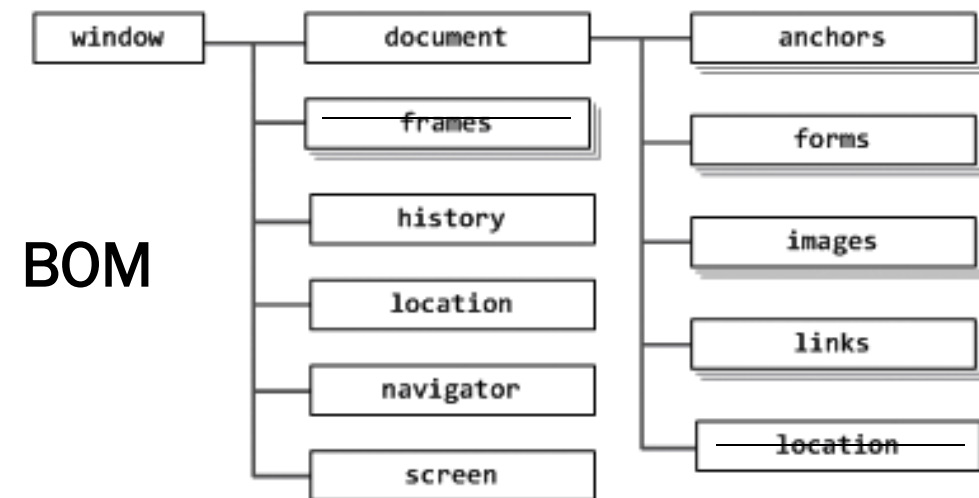 window
document
anchors
frames
forms
history
images
BOM
location
links
navigator
location
screen